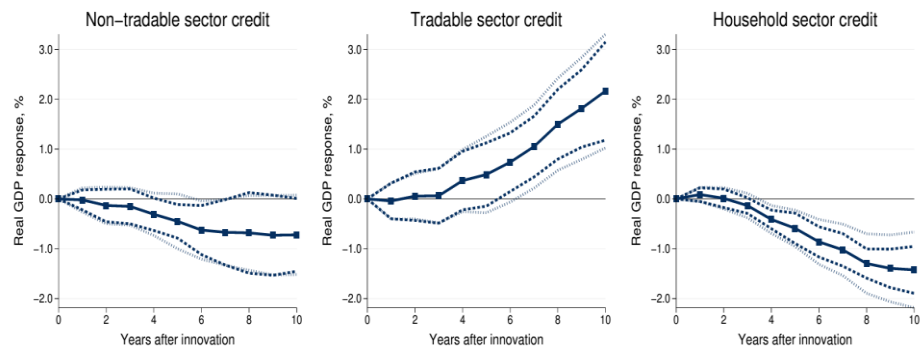 Non-tradable sector credit
Real GDP response, %
3.0
2.0
1.0
0.0
−1.0
−2.0
0 2 4 6 8 10
Years after innovation
Tradable sector credit
Real GDP response, %
3.0
2.0
1.0
0.0
−1.0
−2.0
0 2 4 6 8 10
Years after innovation
Household sector credit
Real GDP response, %
3.0
2.0
1.0
0.0
−1.0
−2.0
0 2 4 6 8 10
Years after innovation